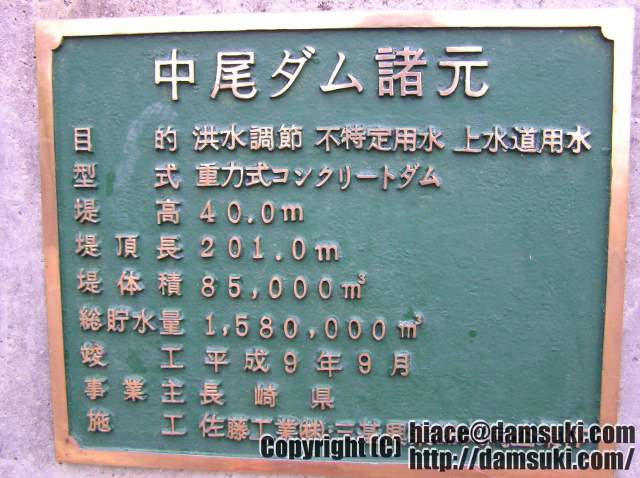 中尾ダム諸元
目 的 洪水調節 不特定用水 上水道用水
型 式 重力式コンクリートダム
堤 高 40.0m
堤頂長 201.0m
堤体積 85,000㎥
総貯水量 1,580,000㎥
竣 工 平成9年9月
事業主 長崎県
施 工 佐藤工業㈱
Copyright (C) hiace@damsuki.com
http://damsuki.com/